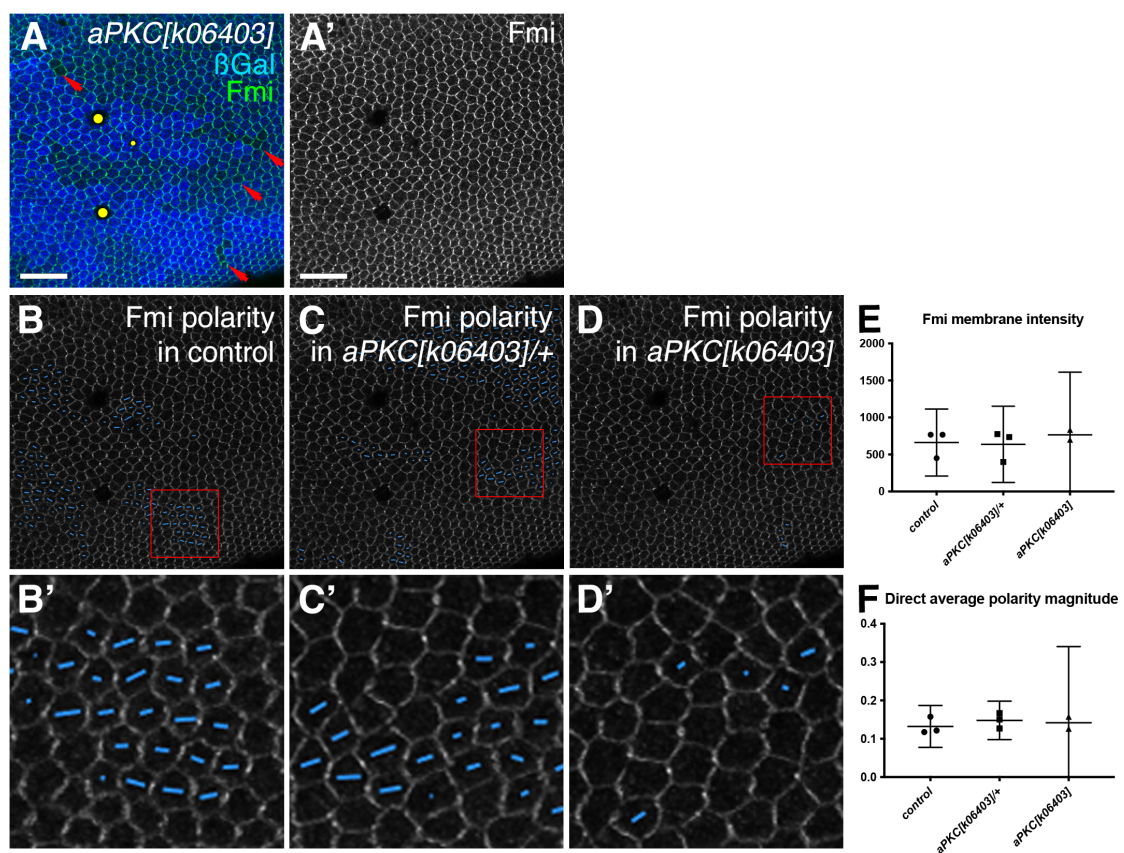 A
aPKC[k06403]
ßGal
Fmi
A’
Fmi
B
Fmi polarity
in control
C
Fmi polarity
in aPKC[k06403]/+
D
Fmi polarity
in aPKC[k06403]
E
Fmi membrane intensity
2000
1500
1000
500
0
control
aPKC[k06403]/+
aPKC[k06403]
B’
C’
D’
F
Direct average polarity magnitude
0.4
0.3
0.2
0.1
0.0
control
aPKC[k06403]/+
aPKC[k06403]